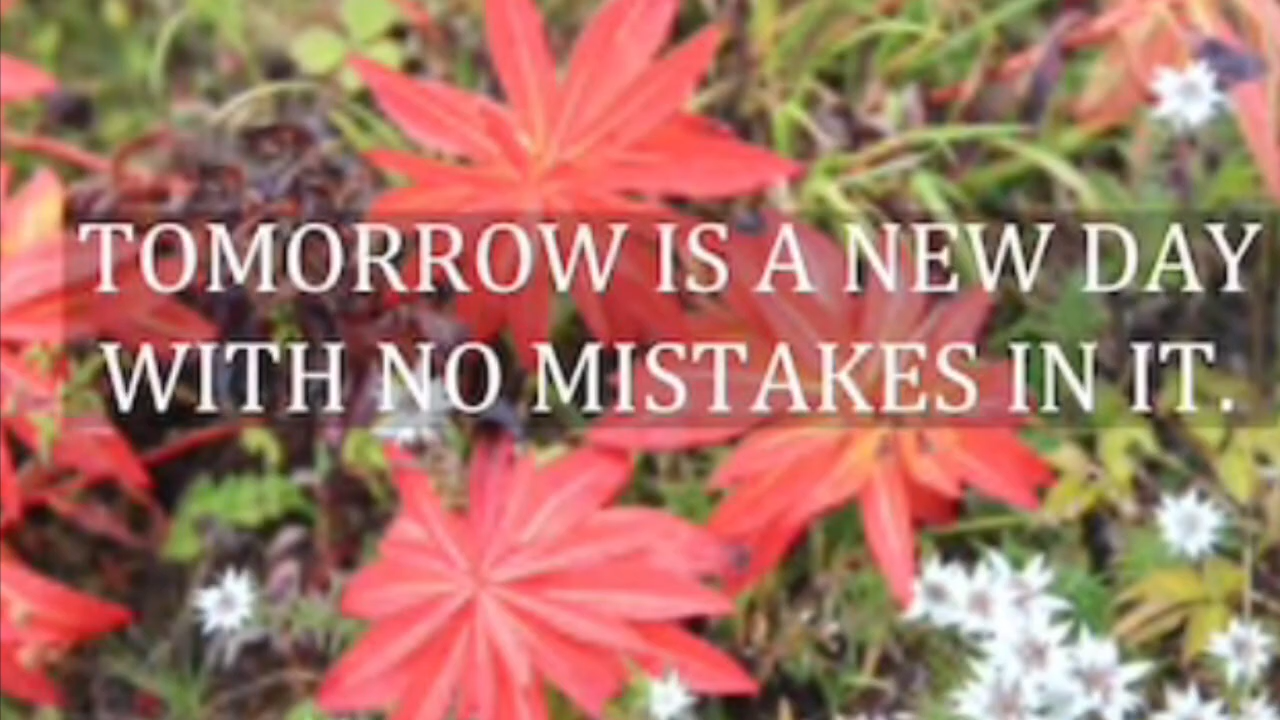 TOMORROW IS A NEW DAY
WITH NO MISTAKES IN IT.